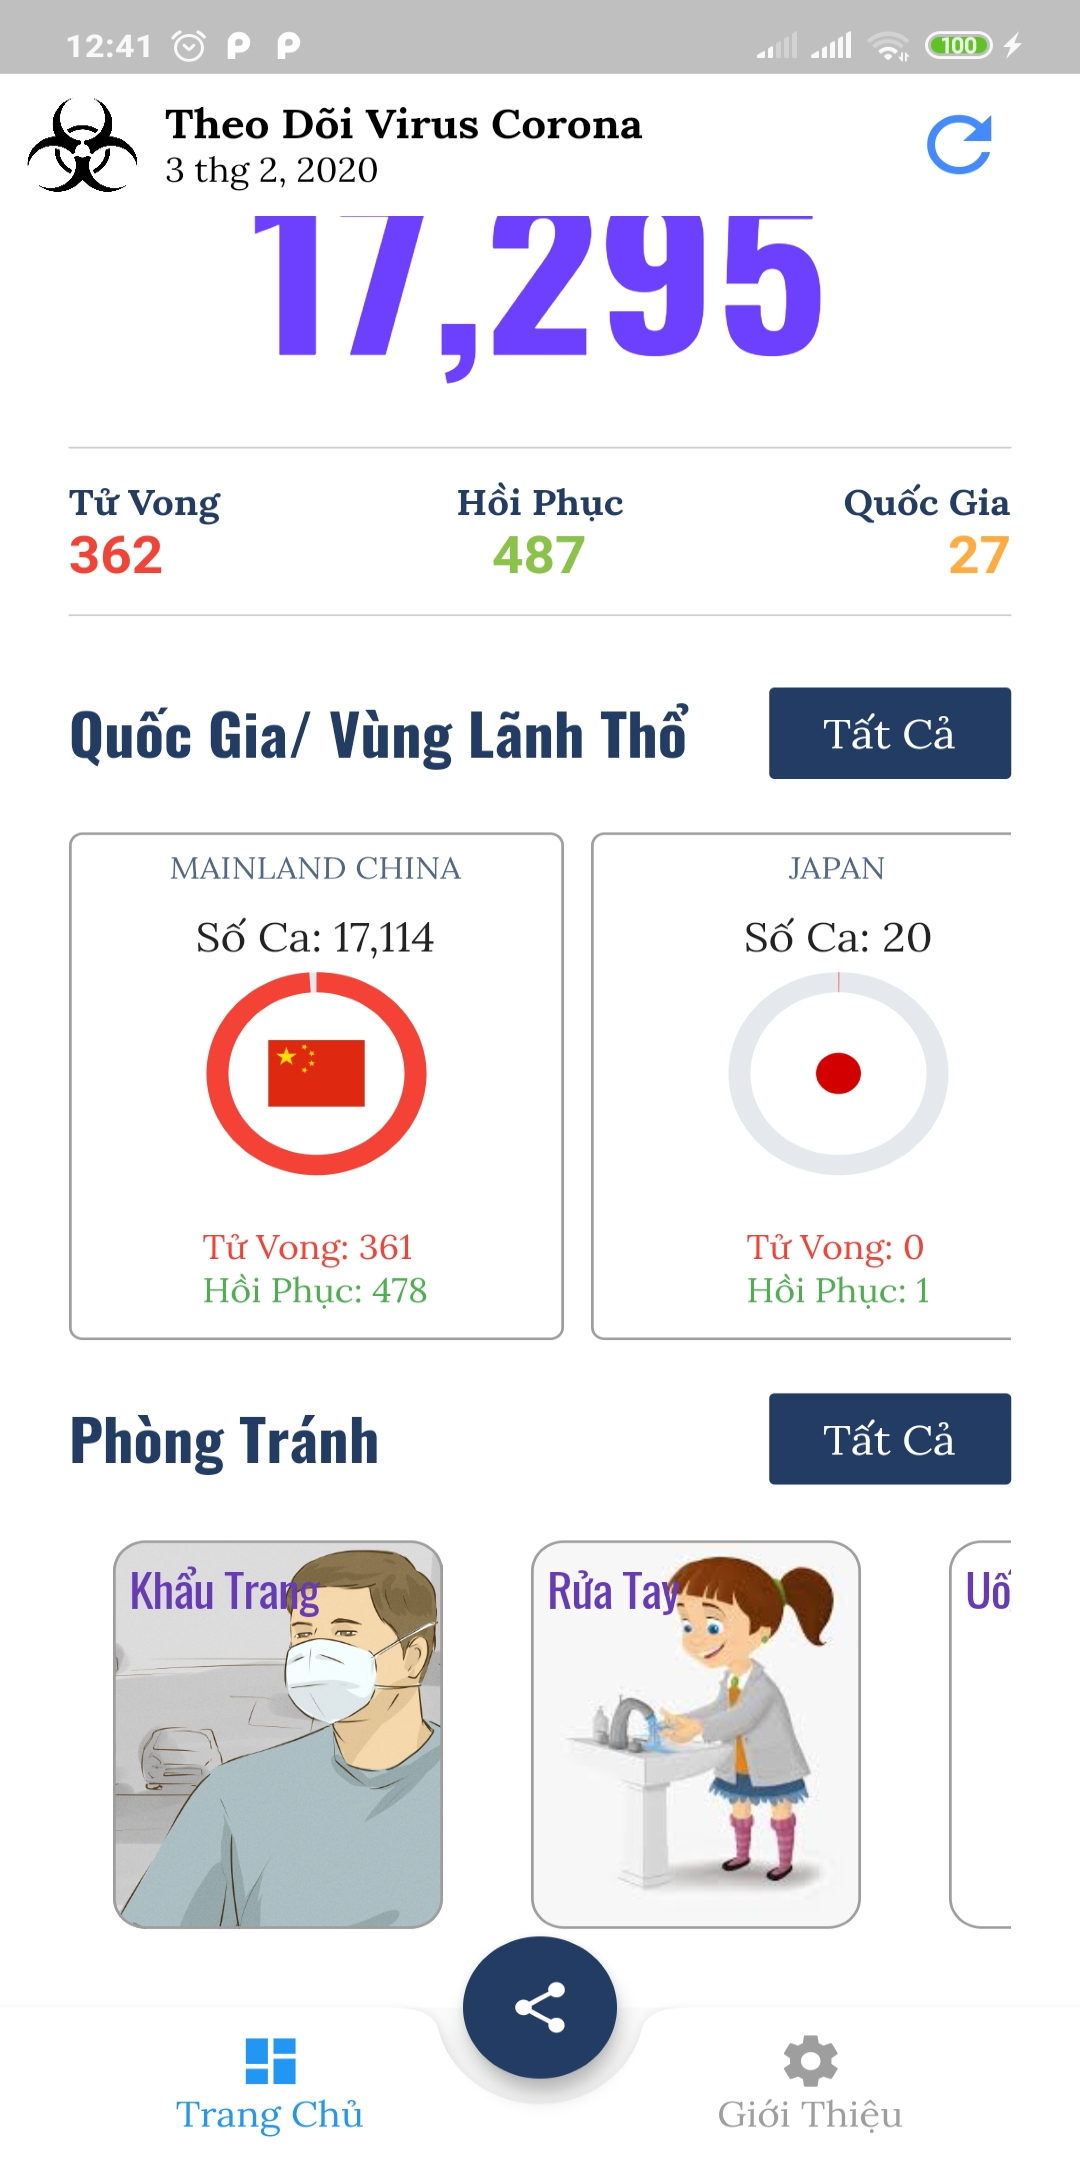 12:41
100
Theo Dõi Virus Corona
3 thg 2, 2020
17,295
Tử Vong
362
Hồi Phục
487
Quốc Gia
27
Quốc Gia/ Vùng Lãnh Thổ
Tất Cả
MAINLAND CHINA
Số Ca: 17,114
Tử Vong: 361
Hồi Phục: 478
JAPAN
Số Ca: 20
Tử Vong: 0
Hồi Phục: 1
Phòng Tránh
Tất Cả
Khẩu Trang
Rửa Tay
Trang Chủ
Giới Thiệu